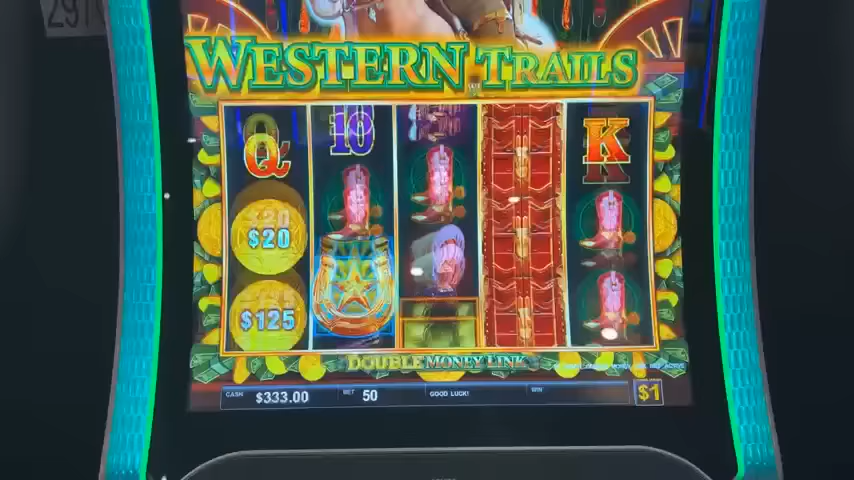 WESTERN TRAILS
Q
10
K
$20
$125
DOUBLE MONEY LINK
CASH $333.00 BET 50 GOOD LUCK! WIN $1